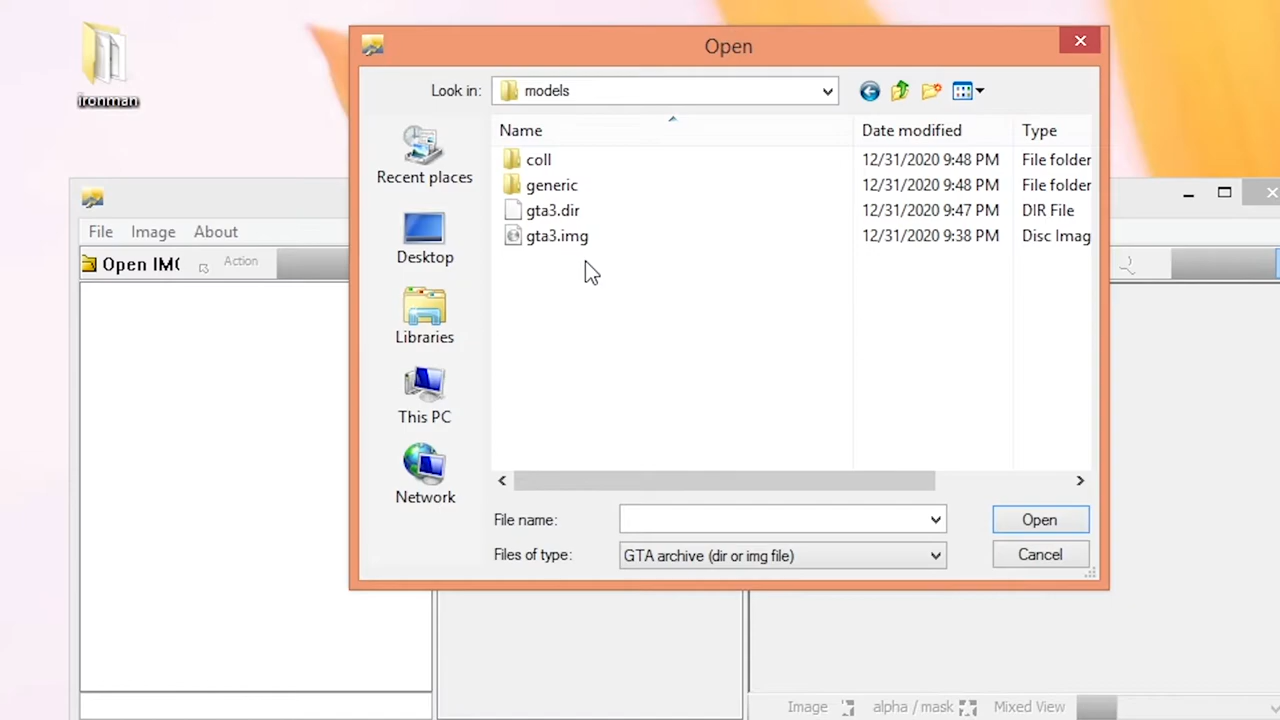 ironman
Open
Look in:
models
Name
Date modified
Type
coll
12/31/2020 9:48 PM
File folder
generic
12/31/2020 9:48 PM
File folder
gta3.dir
12/31/2020 9:47 PM
DIR File
gta3.img
12/31/2020 9:38 PM
Disc Imag
Recent places
Desktop
Libraries
This PC
Network
File name:
Open
Files of type:
GTA archive (dir or img file)
Cancel
File
Image
About
Open IMG
Action
Image
alpha / mask
Mixed View